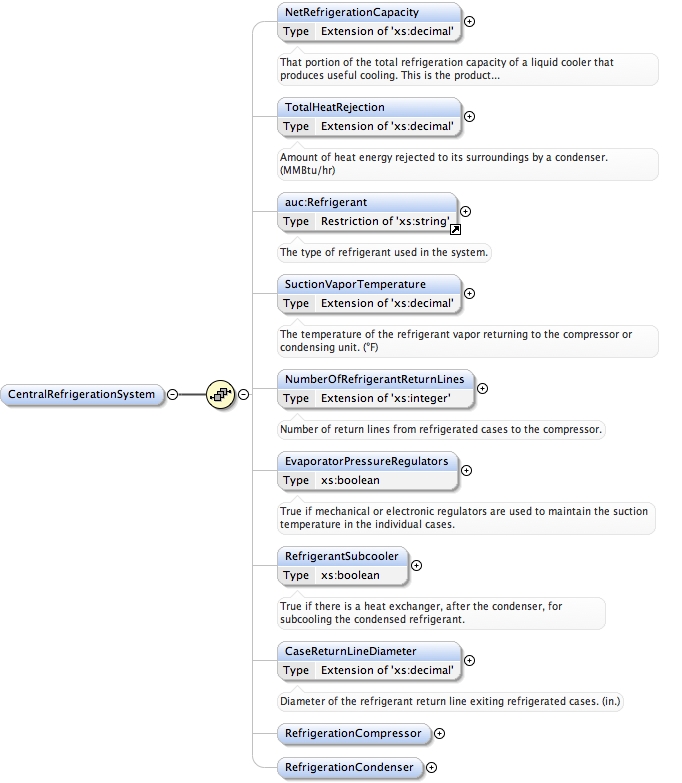 NetRefrigerationCapacity
Type Extension of 'xs:decimal'
That portion of the total refrigeration capacity of a liquid cooler that
produces useful cooling. This is the product...
TotalHeatRejection
Type Extension of 'xs:decimal'
Amount of heat energy rejected to its surroundings by a condenser.
(MMBtu/hr)
auc:Refrigerant
Type Restriction of 'xs:string'
The type of refrigerant used in the system.
SuctionVaporTemperature
Type Extension of 'xs:decimal'
The temperature of the refrigerant vapor returning to the compressor or
condensing unit. (°F)
CentralRefrigerationSystem
NumberOfRefrigerantReturnLines
Type Extension of 'xs:integer'
Number of return lines from refrigerated cases to the compressor.
EvaporatorPressureRegulators
Type xs:boolean
True if mechanical or electronic regulators are used to maintain the suction
temperature in the individual cases.
RefrigerantSubcooler
Type xs:boolean
True if there is a heat exchanger, after the condenser, for
subcooling the condensed refrigerant.
CaseReturnLineDiameter
Type Extension of 'xs:decimal'
Diameter of the refrigerant return line exiting refrigerated cases. (in.)
RefrigerationCompressor
RefrigerationCondenser